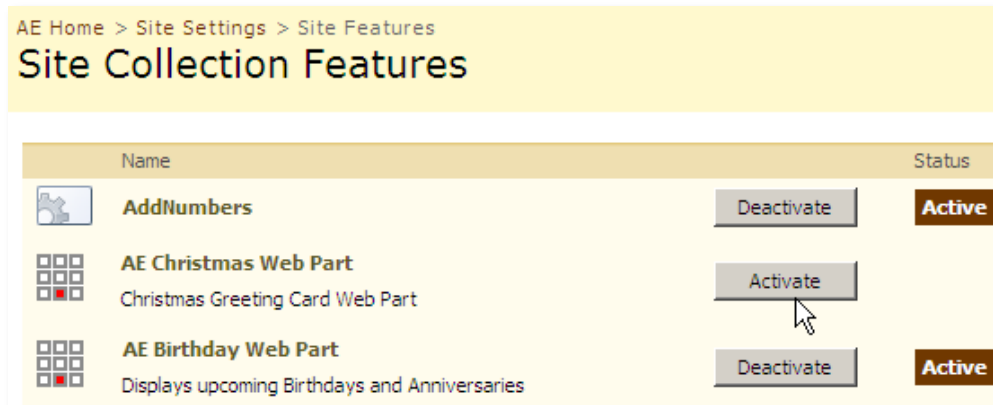 AE Home > Site Settings > Site Features
Site Collection Features
Name Status
AddNumbers Deactivate Active
AE Christmas Web Part
Christmas Greeting Card Web Part Activate
AE Birthday Web Part
Displays upcoming Birthdays and Anniversaries Deactivate Active